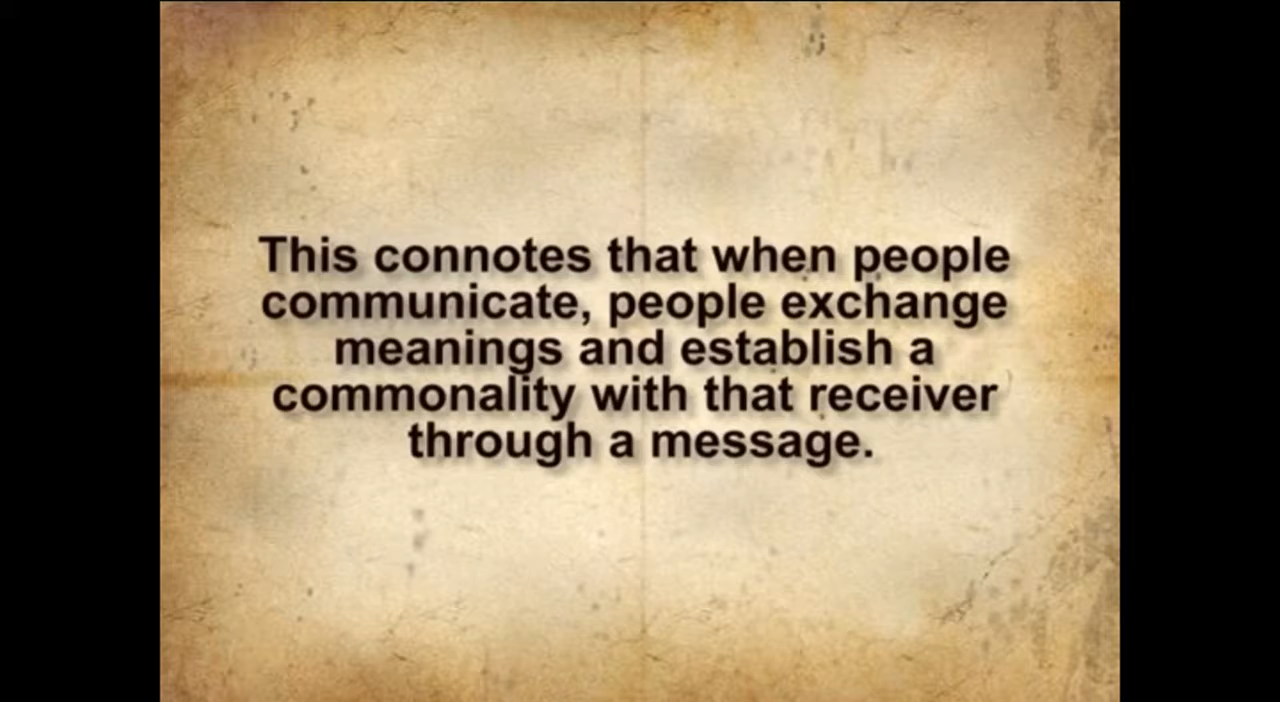 This connotes that when people
communicate, people exchange
meanings and establish a
commonality with that receiver
through a message.